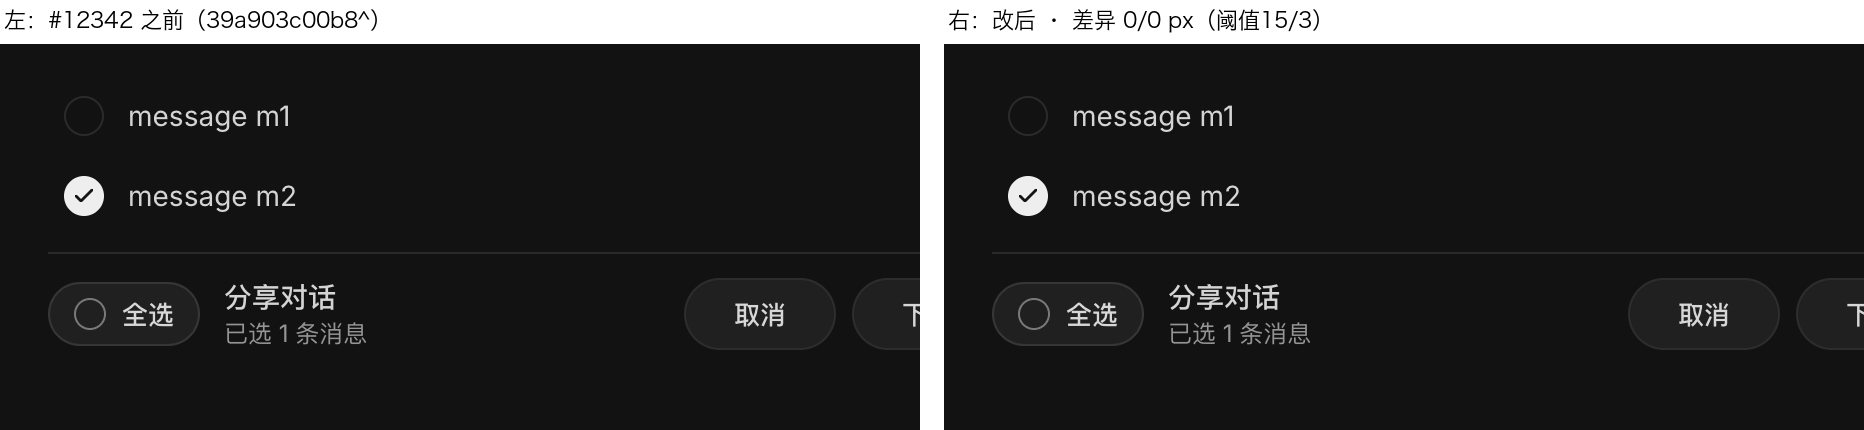 左：#12342 之前（39a903c00b8^）
message m1
message m2
全选
分享对话
已选 1 条消息
取消
下
右：改后 · 差异 0/0 px（阈值15/3）
message m1
message m2
全选
分享对话
已选 1 条消息
取消
下